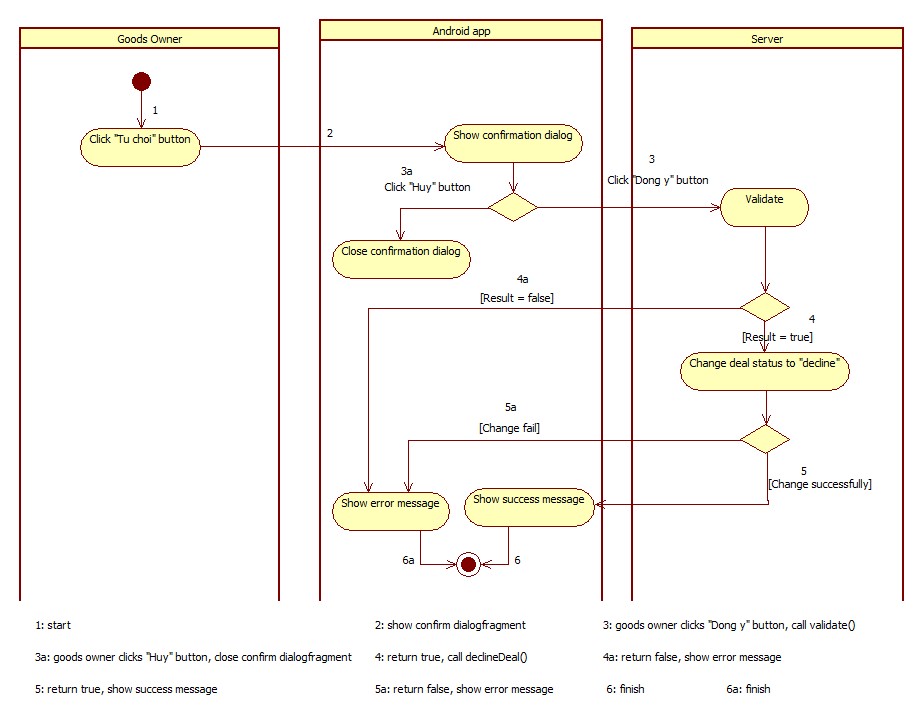 Goods Owner
Android app
Server
1
Click "Tu choi" button
2
Show confirmation dialog
3a
Click "Huy" button
3
Click "Dong y" button
Validate
Close confirmation dialog
4a
[Result = false]
4
[Result = true]
Change deal status to "decline"
5a
[Change fail]
5
[Change successfully]
Show error message
Show success message
6a
6
1: start
2: show confirm dialogfragment
3: goods owner clicks "Dong y" button, call validate()
3a: goods owner clicks "Huy" button, close confirm dialogfragment
4: return true, call declineDeal()
4a: return false, show error message
5: return true, show success message
5a: return false, show error message
6: finish
6a: finish